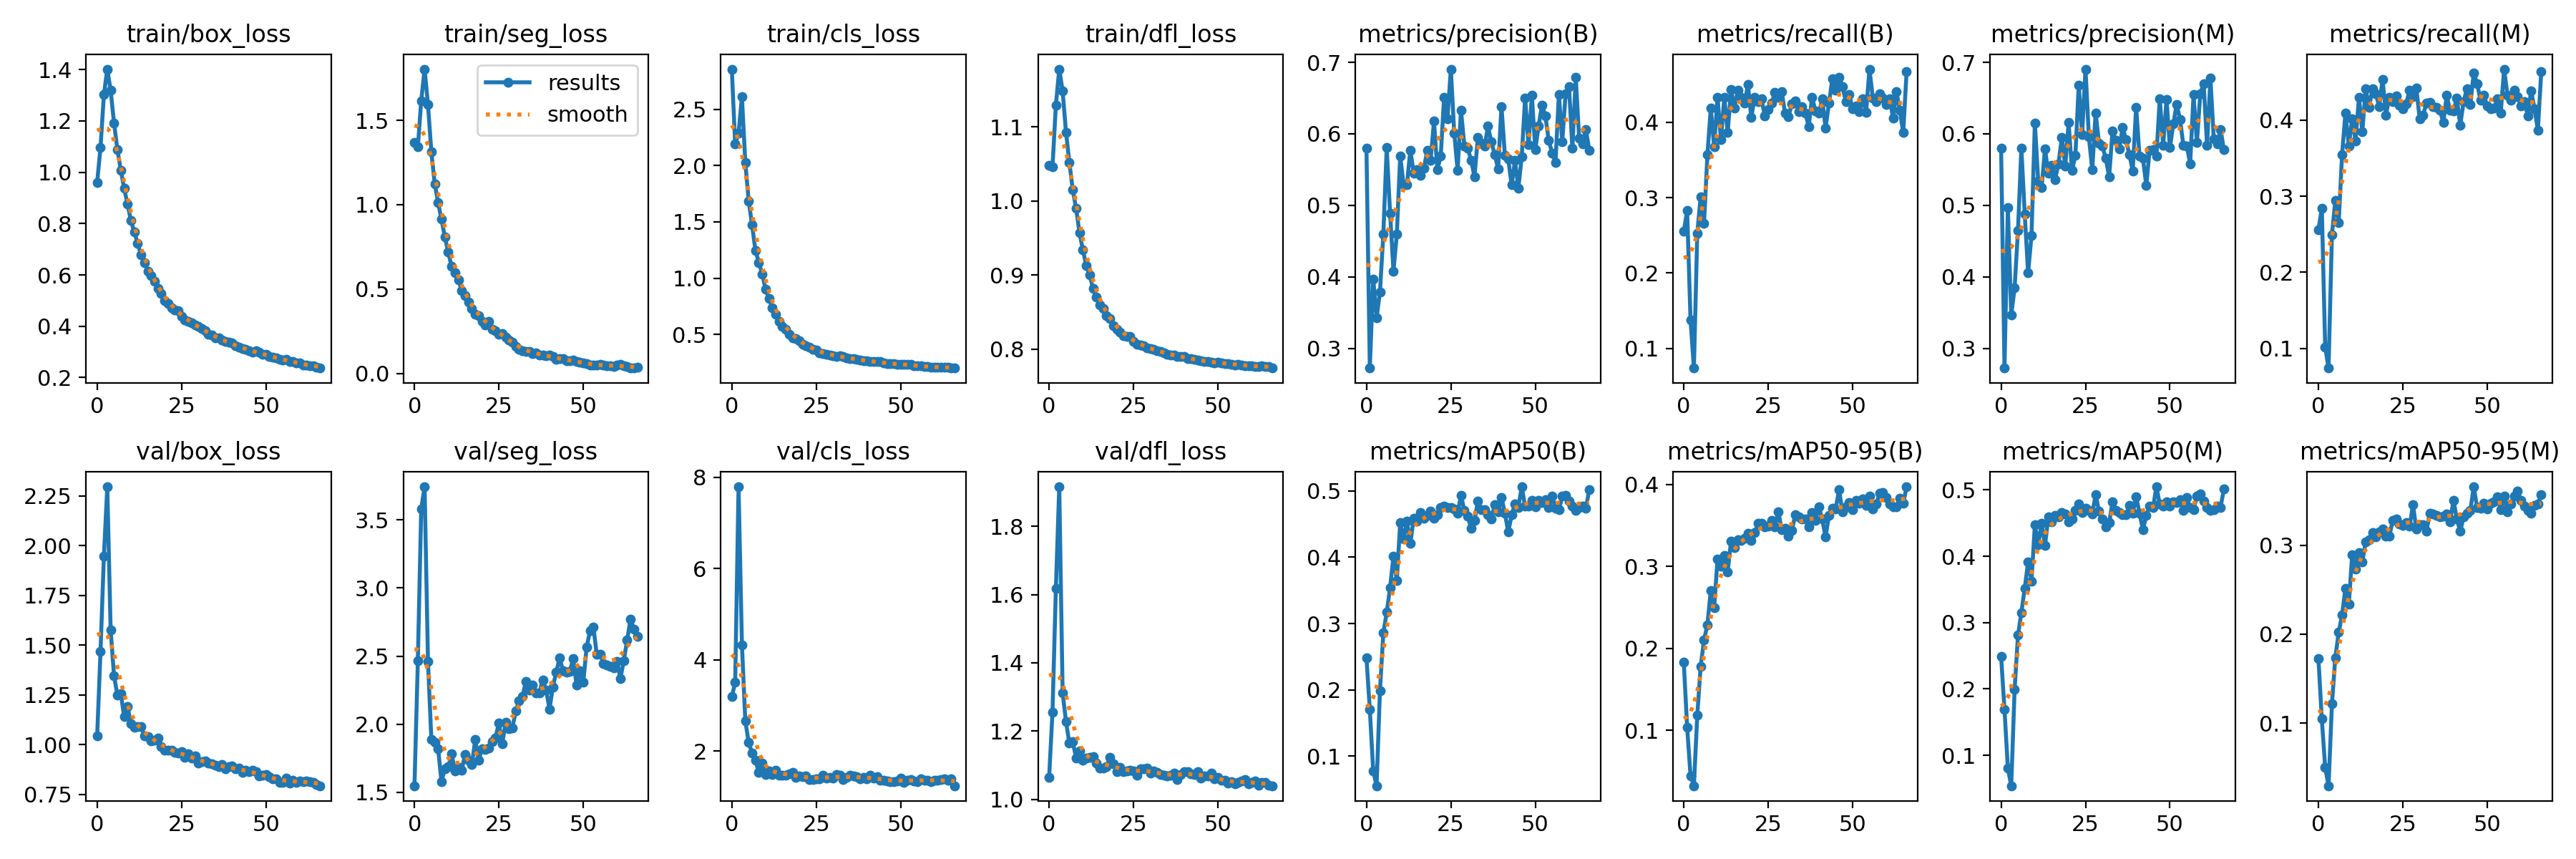 train/box_loss
train/seg_loss
train/cls_loss
train/dfl_loss
metrics/precision(B)
metrics/recall(B)
metrics/precision(M)
metrics/recall(M)
1.4
1.2
1.0
0.8
0.6
0.4
0.2
0 25 50
results
smooth
1.5
1.0
0.5
0.0
0 25 50
2.5
2.0
1.5
1.0
0.5
0 25 50
1.1
1.0
0.9
0.8
0 25 50
0.7
0.6
0.5
0.4
0.3
0 25 50
0.4
0.3
0.2
0.1
0 25 50
0.7
0.6
0.5
0.4
0.3
0 25 50
0.4
0.3
0.2
0.1
0 25 50
val/box_loss
val/seg_loss
val/cls_loss
val/dfl_loss
metrics/mAP50(B)
metrics/mAP50-95(B)
metrics/mAP50(M)
metrics/mAP50-95(M)
2.25
2.00
1.75
1.50
1.25
1.00
0.75
0 25 50
3.5
3.0
2.5
2.0
1.5
0 25 50
8
6
4
2
0 25 50
1.8
1.6
1.4
1.2
1.0
0 25 50
0.5
0.4
0.3
0.2
0.1
0 25 50
0.4
0.3
0.2
0.1
0 25 50
0.5
0.4
0.3
0.2
0.1
0 25 50
0.3
0.2
0.1
0 25 50